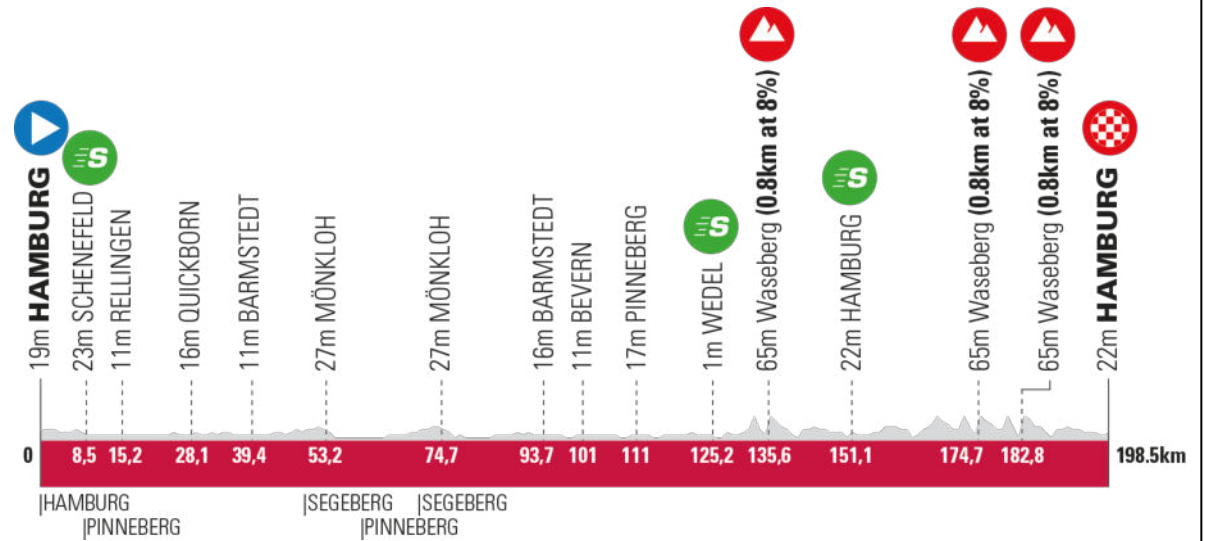 19m HAMBURG
S
23m SCHENEFELD
11m RELLINGEN
16m QUICKBORN
11m BARMSTEDT
27m MÖNKLOH
27m MÖNKLOH
16m BARMSTEDT
11m BEVERN
17m PINNEBERG
S
1m WEDEL
65m Waseberg (0.8km at 8%)
S
22m HAMBURG
65m Waseberg (0.8km at 8%)
65m Waseberg (0.8km at 8%)
22m HAMBURG
0 8,5 15,2 28,1 39,4 53,2 74,7 93,7 101 111 125,2 135,6 151,1 174,7 182,8 198.5km
|HAMBURG |SEGEBERG |SEGEBERG
|PINNEBERG |PINNEBERG